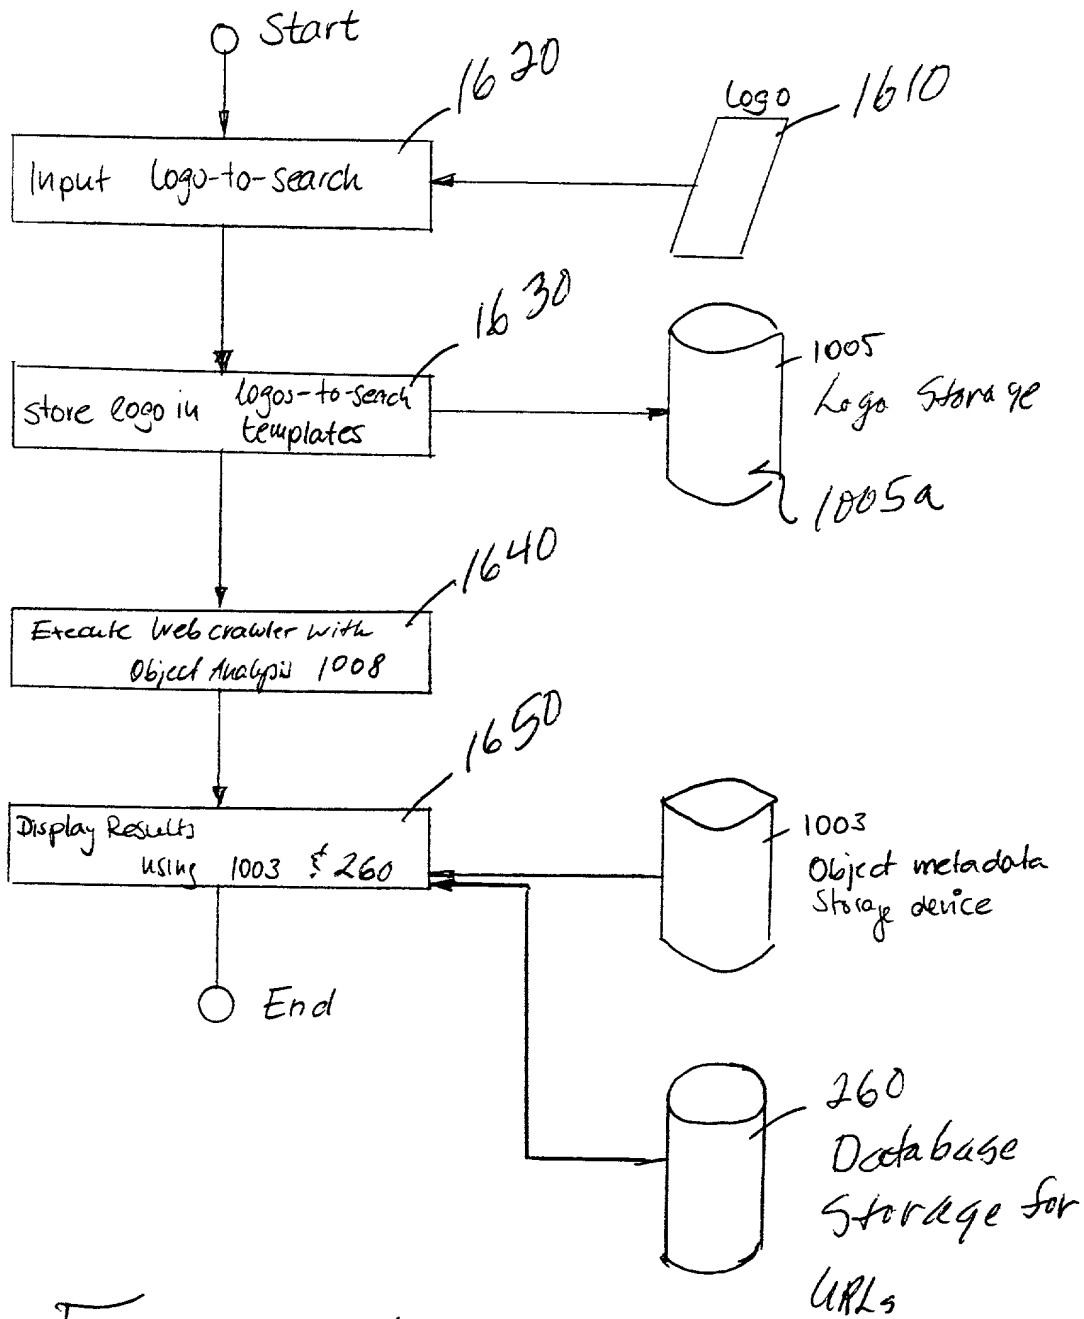 Start
1620
Logo
1610
Input logo-to-search
1630
store logo in logos-to-search
templates
1005
Logo Storage
1005a
1640
Execute Webcrawler with
Object Analysis 1008
1650
Display Results
using 1003 & 260
1003
Object metadata
Storage device
End
260
Database
Storage for
URLs